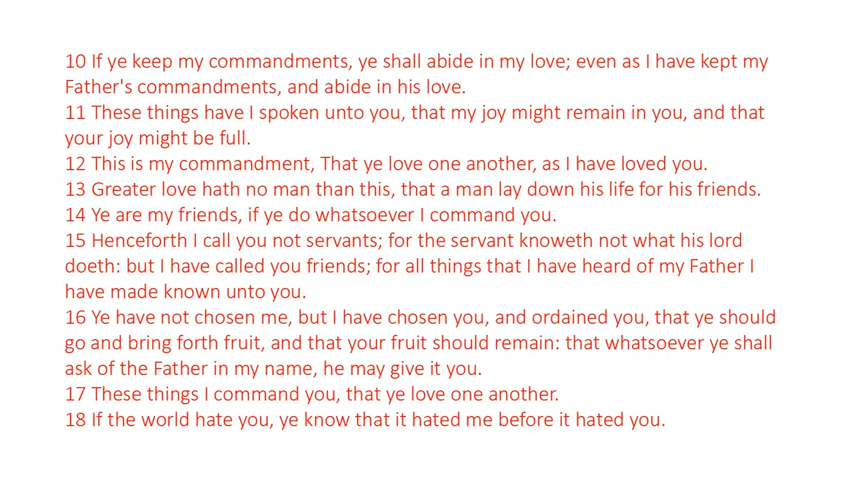 10 If ye keep my commandments, ye shall abide in my love; even as I have kept my
Father's commandments, and abide in his love.
11 These things have I spoken unto you, that my joy might remain in you, and that
your joy might be full.
12 This is my commandment, That ye love one another, as I have loved you.
13 Greater love hath no man than this, that a man lay down his life for his friends.
14 Ye are my friends, if ye do whatsoever I command you.
15 Henceforth I call you not servants; for the servant knoweth not what his lord
doeth: but I have called you friends; for all things that I have heard of my Father I
have made known unto you.
16 Ye have not chosen me, but I have chosen you, and ordained you, that ye should
go and bring forth fruit, and that your fruit should remain: that whatsoever ye shall
ask of the Father in my name, he may give it you.
17 These things I command you, that ye love one another.
18 If the world hate you, ye know that it hated me before it hated you.